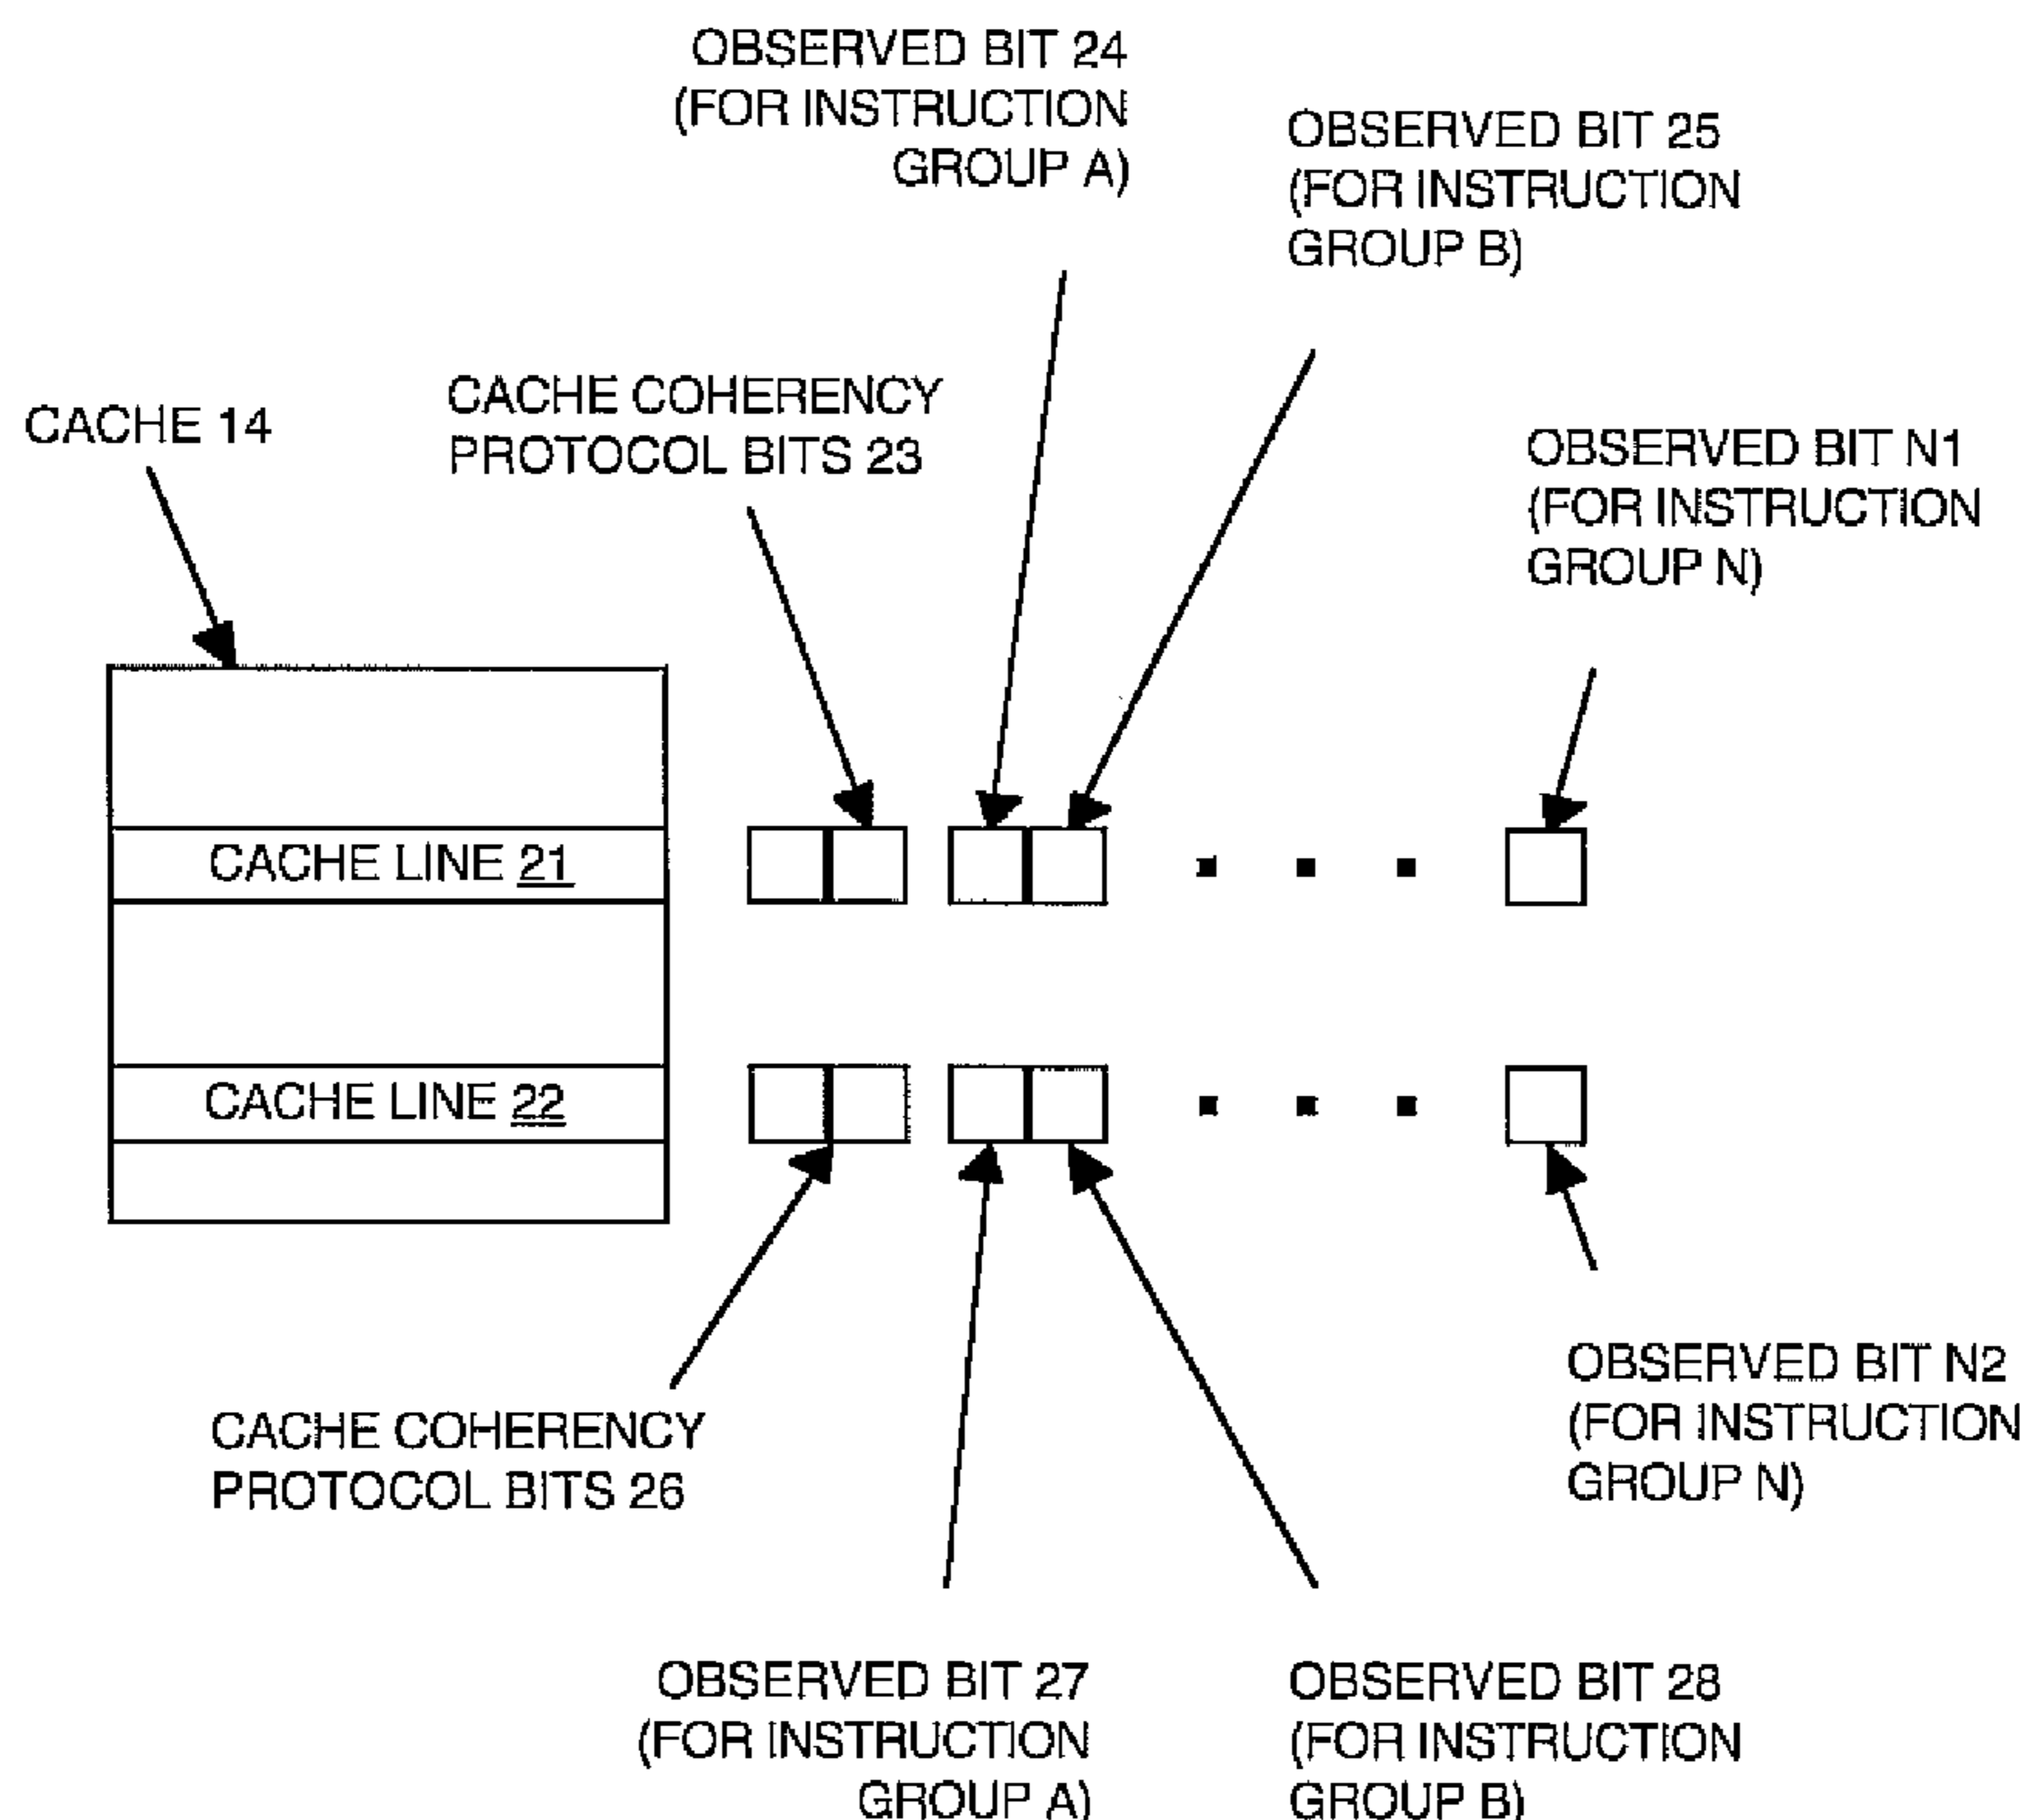 OBSERVED BIT 24
(FOR INSTRUCTION
GROUP A)
OBSERVED BIT 25
(FOR INSTRUCTION
GROUP B)
CACHE COHERENCY
PROTOCOL BITS 23
CACHE 14
OBSERVED BIT N1
(FOR INSTRUCTION
GROUP N)
CACHE LINE 21
CACHE LINE 22
OBSERVED BIT N2
(FOR INSTRUCTION
GROUP N)
CACHE COHERENCY
PROTOCOL BITS 26
OBSERVED BIT 27
(FOR INSTRUCTION
GROUP A)
OBSERVED BIT 28
(FOR INSTRUCTION
GROUP B)